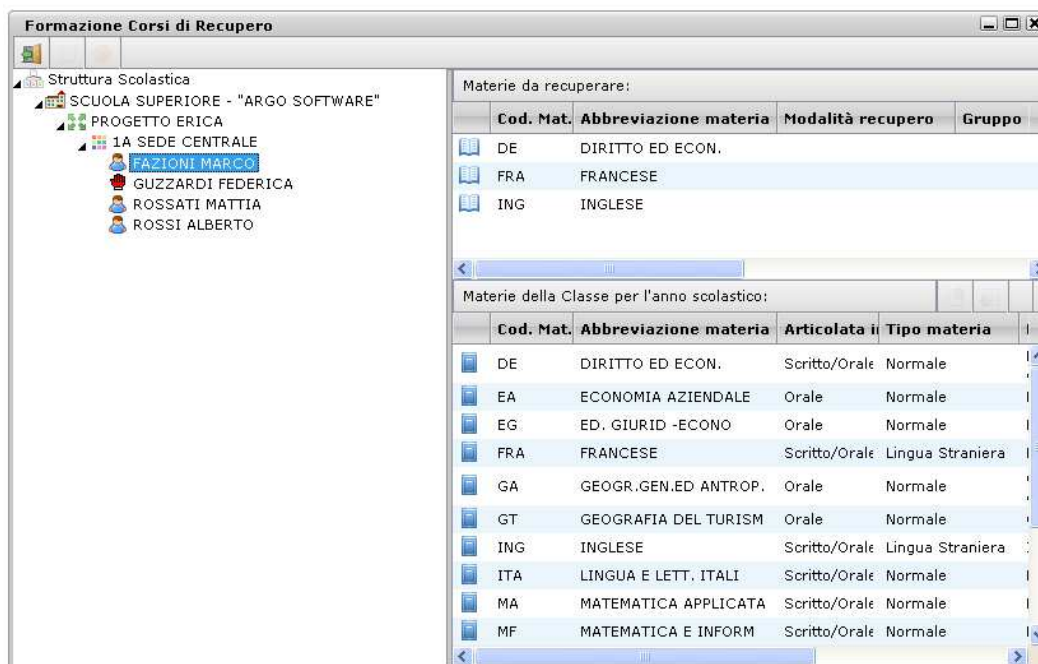 Formazione Corsi di Recupero
Struttura Scolastica
SCUOLA SUPERIORE - "ARGO SOFTWARE"
PROGETTO ERICA
1A SEDE CENTRALE
FAZIONI MARCO
GUZZARDI FEDERICA
ROSSATI MATTIA
ROSSI ALBERTO
Materie da recuperare:
Cod. Mat. Abbreviazione materia Modalità recupero Gruppo
DE DIRITTO ED ECON.
FRA FRANCESE
ING INGLESE
Materie della Classe per l'anno scolastico:
Cod. Mat. Abbreviazione materia Articolata Tipo materia
DE DIRITTO ED ECON. Scritto/Orale Normale
EA ECONOMIA AZIENDALE Orale Normale
EG ED. GIURID -ECONO Orale Normale
FRA FRANCESE Scritto/Orale Lingua Straniera
GA GEOGR.GEN.ED ANTROP. Orale Normale
GT GEOGRAFIA DEL TURISM Orale Normale
ING INGLESE Scritto/Orale Lingua Straniera
ITA LINGUA E LETT. ITALI Scritto/Orale Normale
MA MATEMATICA APPLICATA Scritto/Orale Normale
MF MATEMATICA E INFORM Scritto/Orale Normale